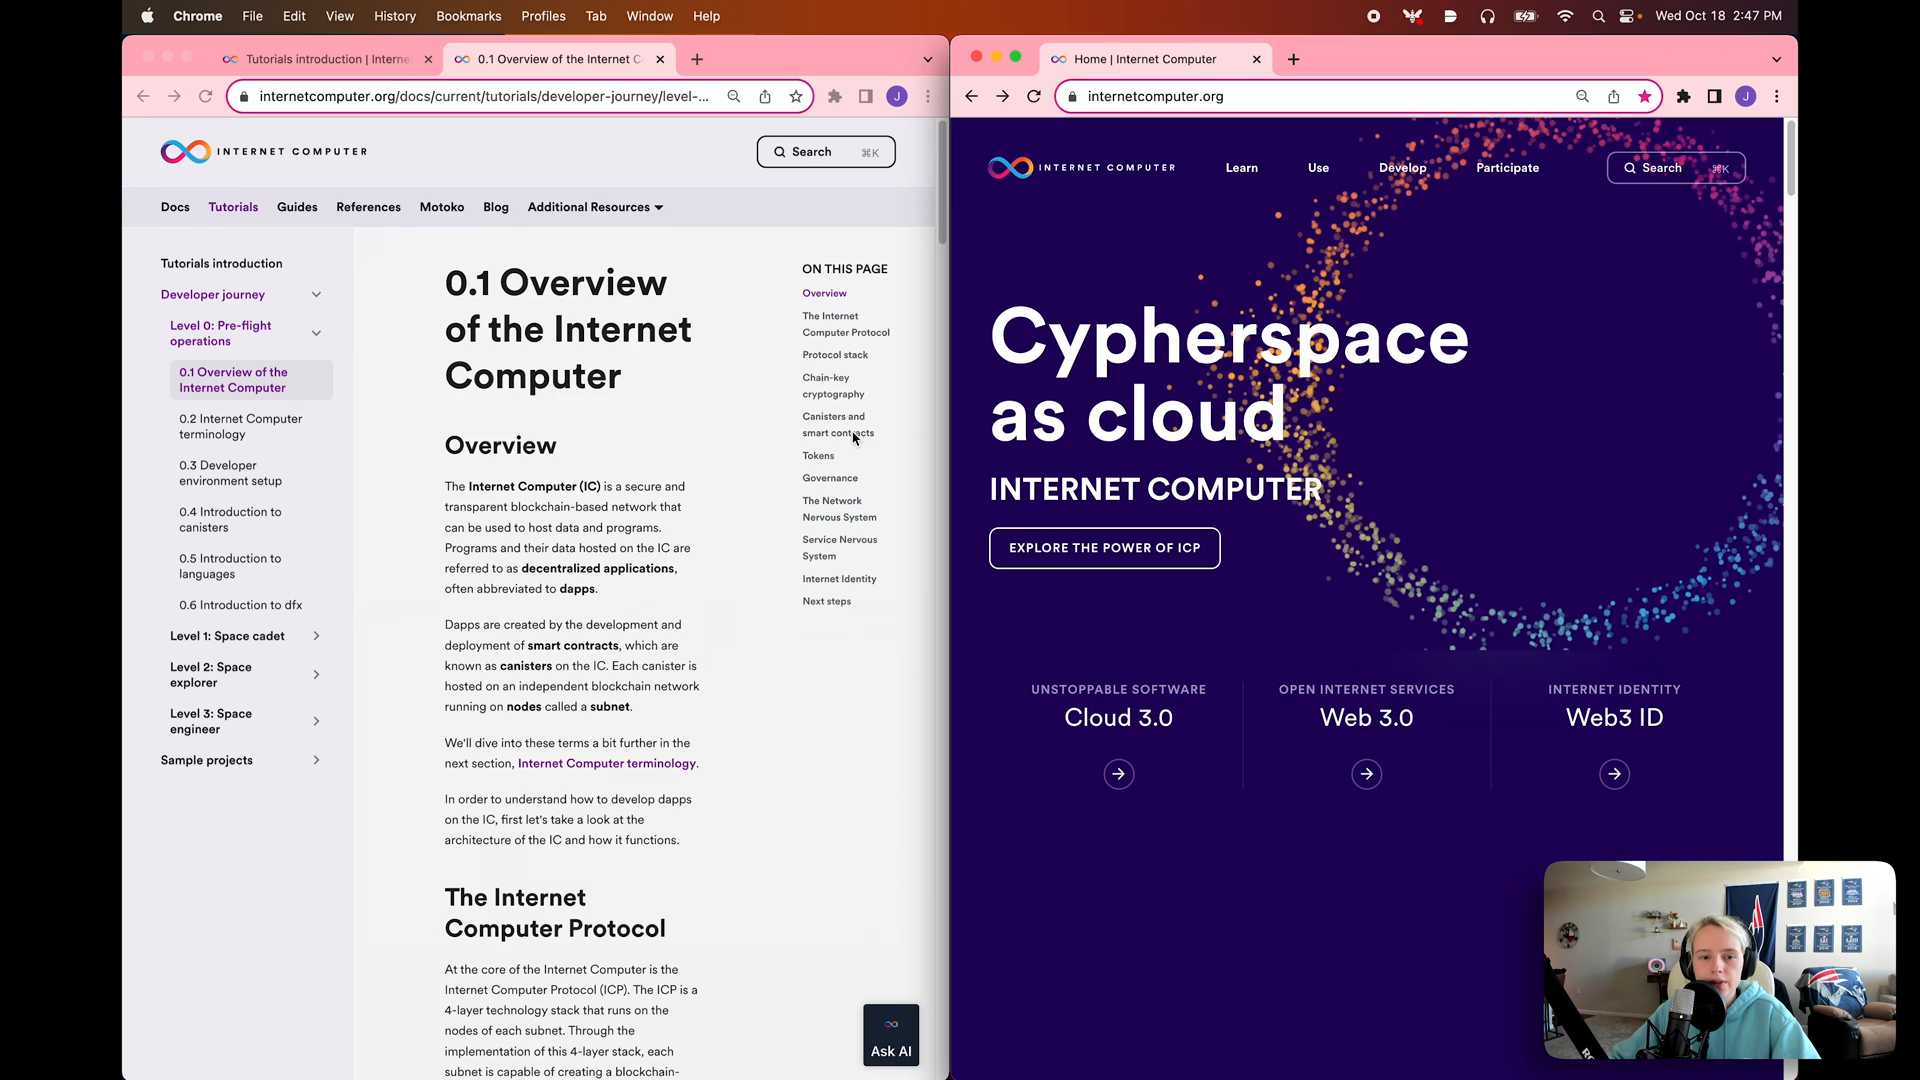 Chrome File Edit View History Bookmarks Profiles Tab Window Help
Wed Oct 18 2:47 PM
Tutorials introduction | Interne
0.1 Overview of the Internet C
internetcomputer.org/docs/current/tutorials/developer-journey/level-...
J
INTERNET COMPUTER
Search ⌘K
Docs Tutorials Guides References Motoko Blog Additional Resources
Tutorials introduction
Developer journey
Level 0: Pre-flight
operations
0.1 Overview of the
Internet Computer
0.2 Internet Computer
terminology
0.3 Developer
environment setup
0.4 Introduction to
canisters
0.5 Introduction to
languages
0.6 Introduction to dfx
Level 1: Space cadet
Level 2: Space
explorer
Level 3: Space
engineer
Sample projects
0.1 Overview
of the Internet
Computer
Overview
The Internet Computer (IC) is a secure and
transparent blockchain-based network that
can be used to host data and programs.
Programs and their data hosted on the IC are
referred to as decentralized applications,
often abbreviated to dapps.
Dapps are created by the development and
deployment of smart contracts, which are
known as canisters on the IC. Each canister is
hosted on an independent blockchain network
running on nodes called a subnet.
We'll dive into these terms a bit further in the
next section, Internet Computer terminology.
In order to understand how to develop dapps
on the IC, first let's take a look at the
architecture of the IC and how it functions.
The Internet
Computer Protocol
At the core of the Internet Computer is the
Internet Computer Protocol (ICP). The ICP is a
4-layer technology stack that runs on the
nodes of each subnet. Through the
implementation of this 4-layer stack, each
subnet is capable of creating a blockchain-
ON THIS PAGE
Overview
The Internet
Computer Protocol
Protocol stack
Chain-key
cryptography
Canisters and
smart contracts
Tokens
Governance
The Network
Nervous System
Service Nervous
System
Internet Identity
Next steps
Ask AI
Home | Internet Computer
internetcomputer.org
J
INTERNET COMPUTER
Learn Use Develop Participate
Search ⌘K
Cypherspace
as cloud
INTERNET COMPUTER
EXPLORE THE POWER OF ICP
UNSTOPPABLE SOFTWARE
Cloud 3.0
OPEN INTERNET SERVICES
Web 3.0
INTERNET IDENTITY
Web3 ID